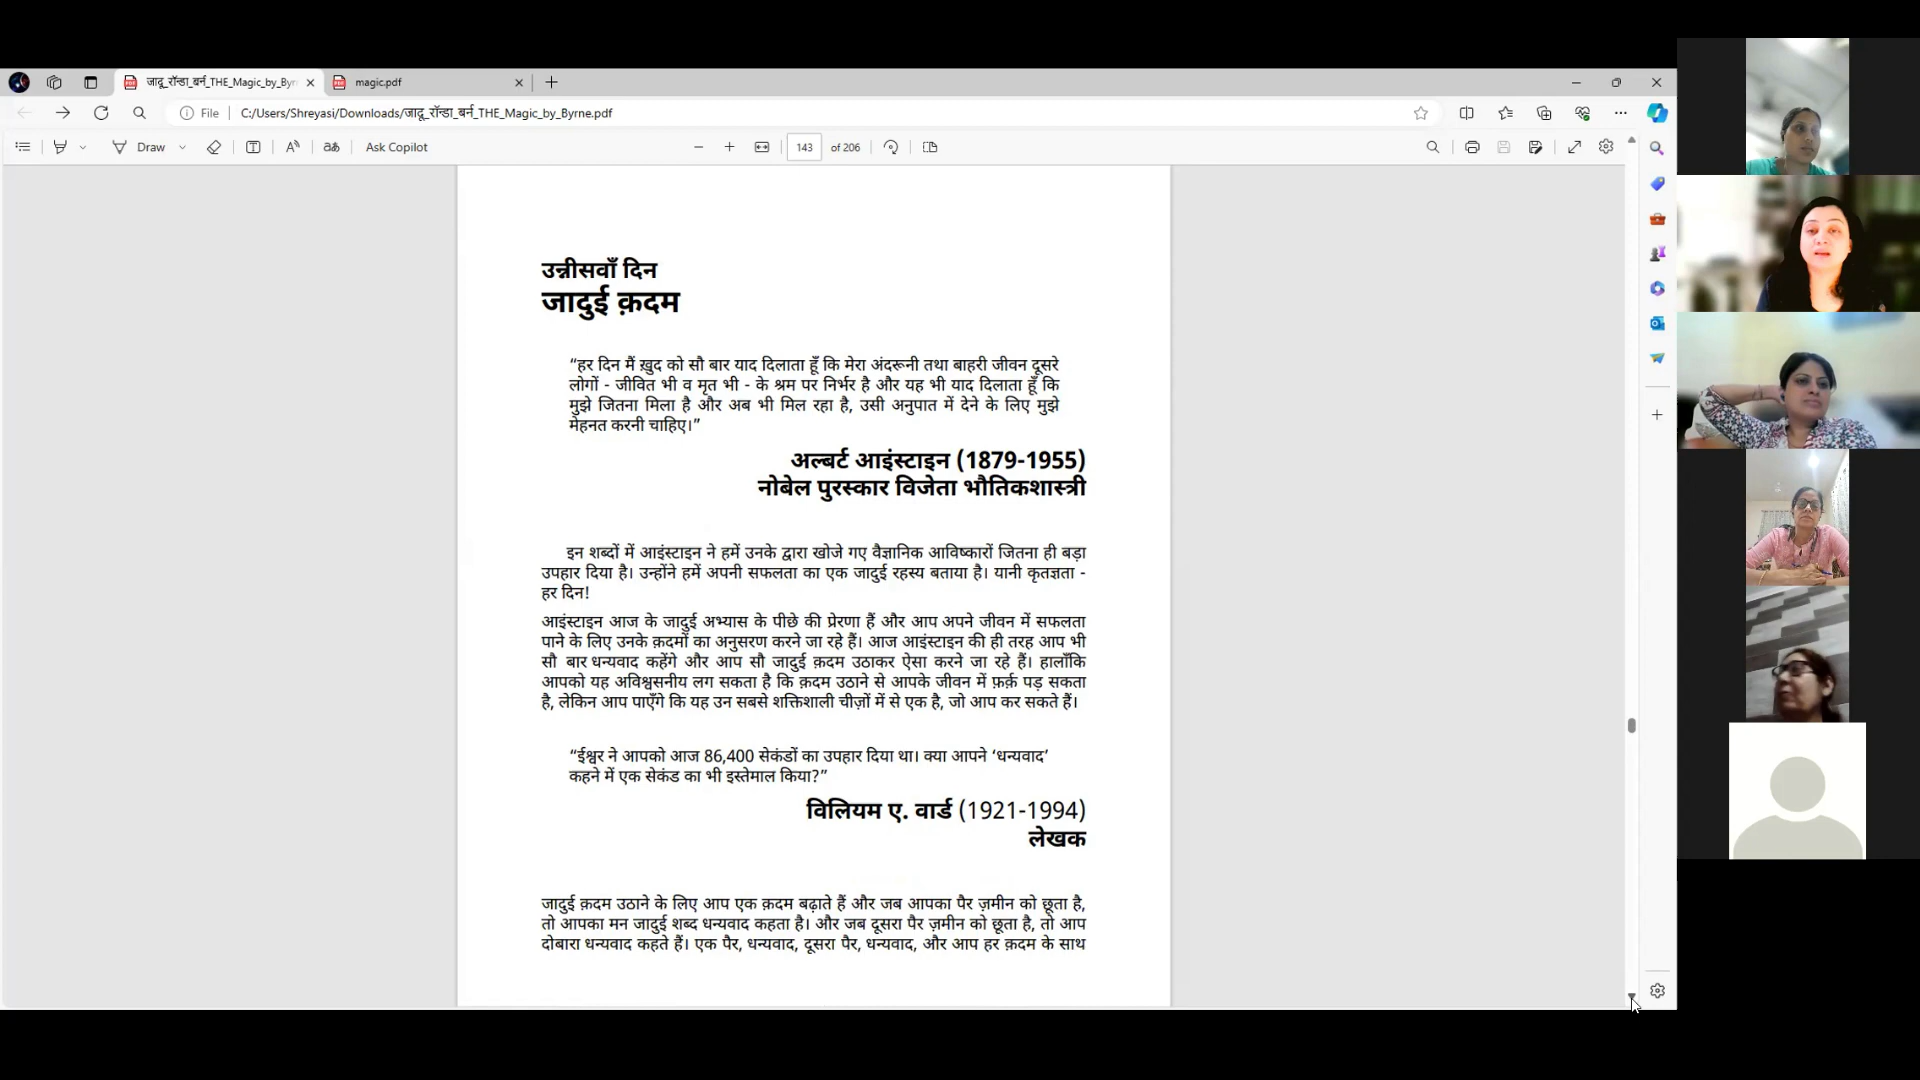 जादू_रॉन्डा_बर्न_THE_Magic_by_Byrn
magic.pdf
File
C:/Users/Shreyasi/Downloads/जादू_रॉन्डा_बर्न_THE_Magic_by_Byrne.pdf
Draw
Ask Copilot
143
of 206
उन्नीसवाँ दिन
जादुई क़दम
“हर दिन मैं ख़ुद को सौ बार याद दिलाता हूँ कि मेरा अंदरूनी तथा बाहरी जीवन दूसरे
लोगों - जीवित भी व मृत भी - के श्रम पर निर्भर है और यह भी याद दिलाता हूँ कि
मुझे जितना मिला है और अब भी मिल रहा है, उसी अनुपात में देने के लिए मुझे
मेहनत करनी चाहिए।”
अल्बर्ट आइंस्टाइन (1879-1955)
नोबेल पुरस्कार विजेता भौतिकशास्त्री
इन शब्दों में आइंस्टाइन ने हमें उनके द्वारा खोजे गए वैज्ञानिक आविष्कारों जितना ही बड़ा
उपहार दिया है। उन्होंने हमें अपनी सफलता का एक जादुई रहस्य बताया है। यानी कृतज्ञता -
हर दिन!
आइंस्टाइन आज के जादुई अभ्यास के पीछे की प्रेरणा हैं और आप अपने जीवन में सफलता
पाने के लिए उनके क़दमों का अनुसरण करने जा रहे हैं। आज आइंस्टाइन की ही तरह आप भी
सौ बार धन्यवाद कहेंगे और आप सौ जादुई क़दम उठाकर ऐसा करने जा रहे हैं। हालाँकि
आपको यह अविश्वसनीय लग सकता है कि क़दम उठाने से आपके जीवन में फ़र्क़ पड़ सकता
है, लेकिन आप पाएँगे कि यह उन सबसे शक्तिशाली चीज़ों में से एक है, जो आप कर सकते हैं।
“ईश्वर ने आपको आज 86,400 सेकंडों का उपहार दिया था। क्या आपने ‘धन्यवाद’
कहने में एक सेकंड का भी इस्तेमाल किया?”
विलियम ए. वार्ड (1921-1994)
लेखक
जादुई क़दम उठाने के लिए आप एक क़दम बढ़ाते हैं और जब आपका पैर ज़मीन को छूता है,
तो आपका मन जादुई शब्द धन्यवाद कहता है। और जब दूसरा पैर ज़मीन को छूता है, तो आप
दोबारा धन्यवाद कहते हैं। एक पैर, धन्यवाद, दूसरा पैर, धन्यवाद, और आप हर क़दम के साथ